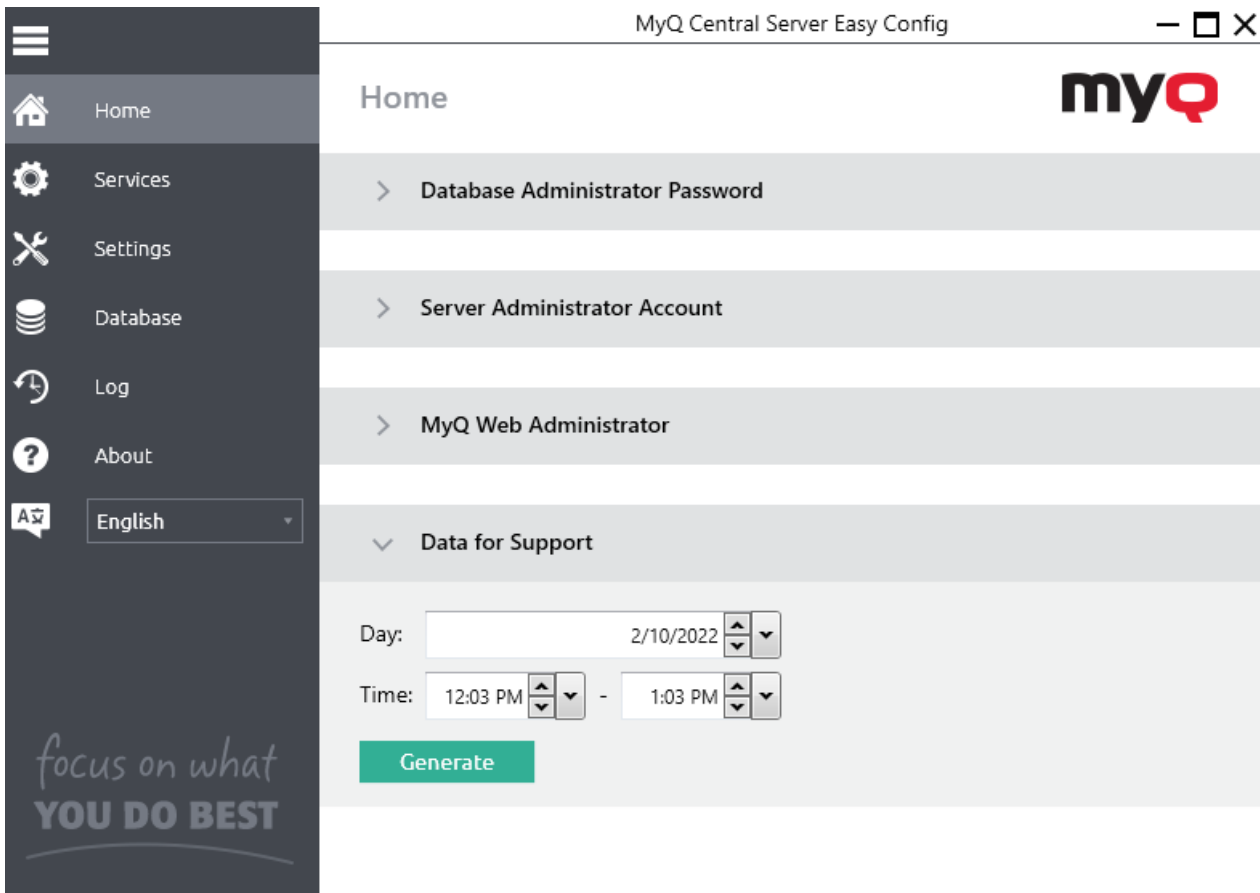 MyQ Central Server Easy Config
Home
Services
Settings
Database
Log
About
English
focus on what
YOU DO BEST
Home
myQ
Database Administrator Password
Server Administrator Account
MyQ Web Administrator
Data for Support
Day: 2/10/2022
Time: 12:03 PM - 1:03 PM
Generate